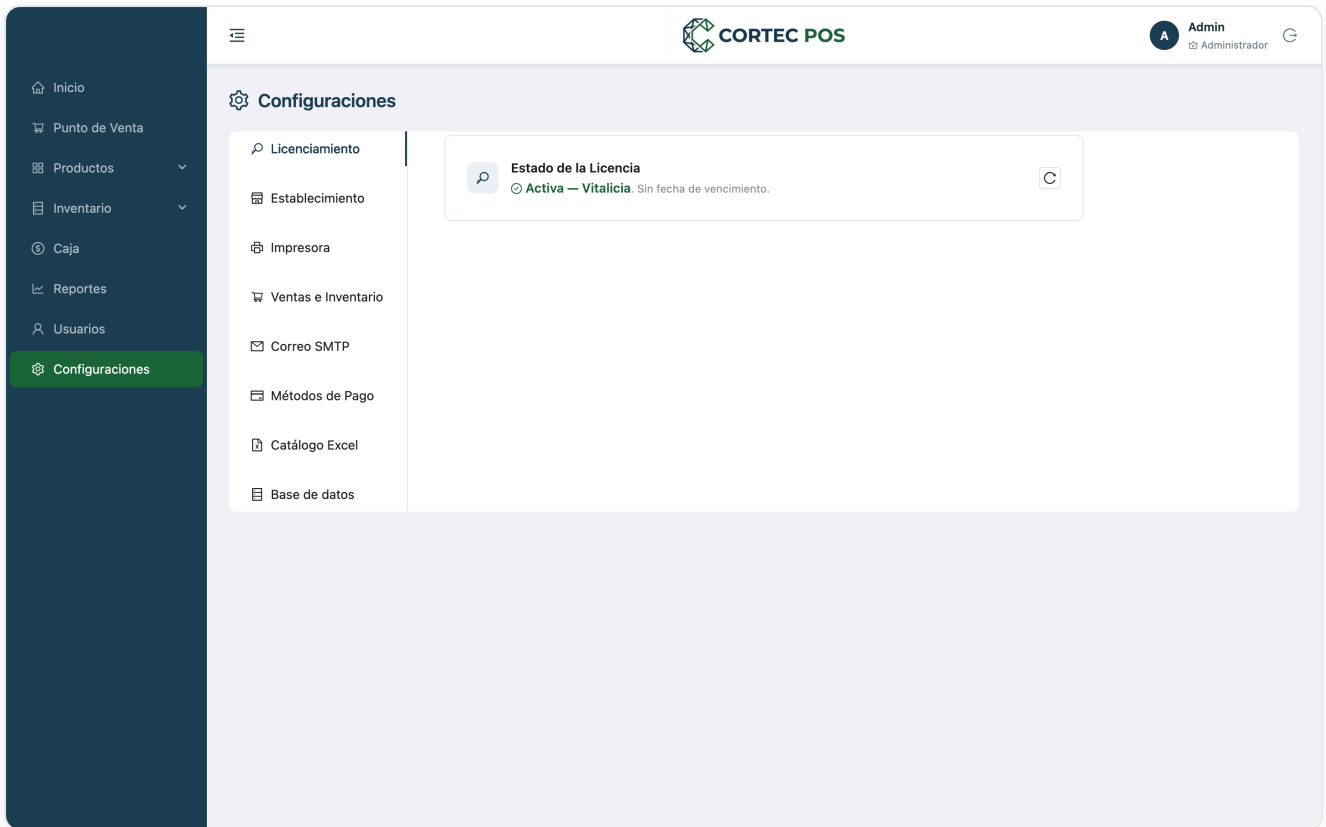 CORTEC POS
A
Admin
Administrador
Inicio
Punto de Venta
Productos
Inventario
Caja
Reportes
Usuarios
Configuraciones
Configuraciones
Licenciamiento
Establecimiento
Impresora
Ventas e Inventario
Correo SMTP
Métodos de Pago
Catálogo Excel
Base de datos
Estado de la Licencia
Activa — Vitalicia. Sin fecha de vencimiento.